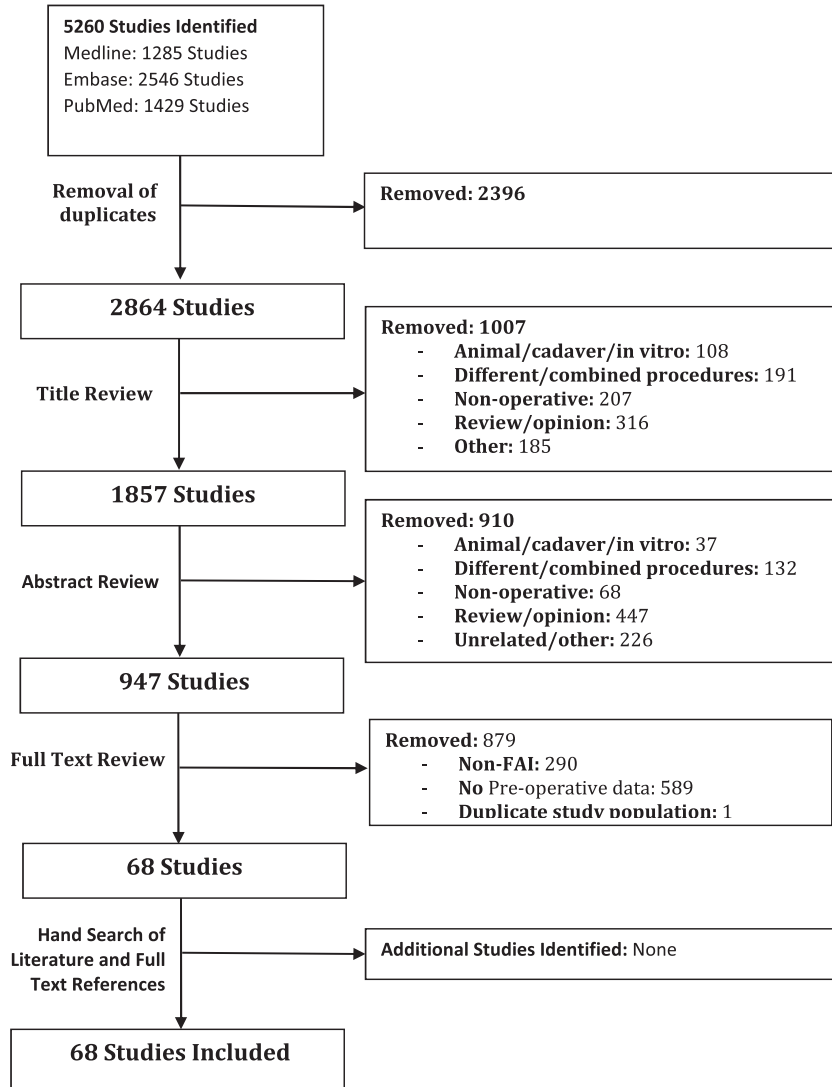 5260 Studies Identified
Medline: 1285 Studies
Embase: 2546 Studies
PubMed: 1429 Studies
Removal of
duplicates
Removed: 2396
2864 Studies
Title Review
Removed: 1007
- Animal/cadaver/in vitro: 108
- Different/combined procedures: 191
- Non-operative: 207
- Review/opinion: 316
- Other: 185
1857 Studies
Abstract Review
Removed: 910
- Animal/cadaver/in vitro: 37
- Different/combined procedures: 132
- Non-operative: 68
- Review/opinion: 447
- Unrelated/other: 226
947 Studies
Full Text Review
Removed: 879
- Non-FAI: 290
- No Pre-operative data: 589
- Duplicate study population: 1
68 Studies
Hand Search of
Literature and Full
Text References
Additional Studies Identified: None
68 Studies Included